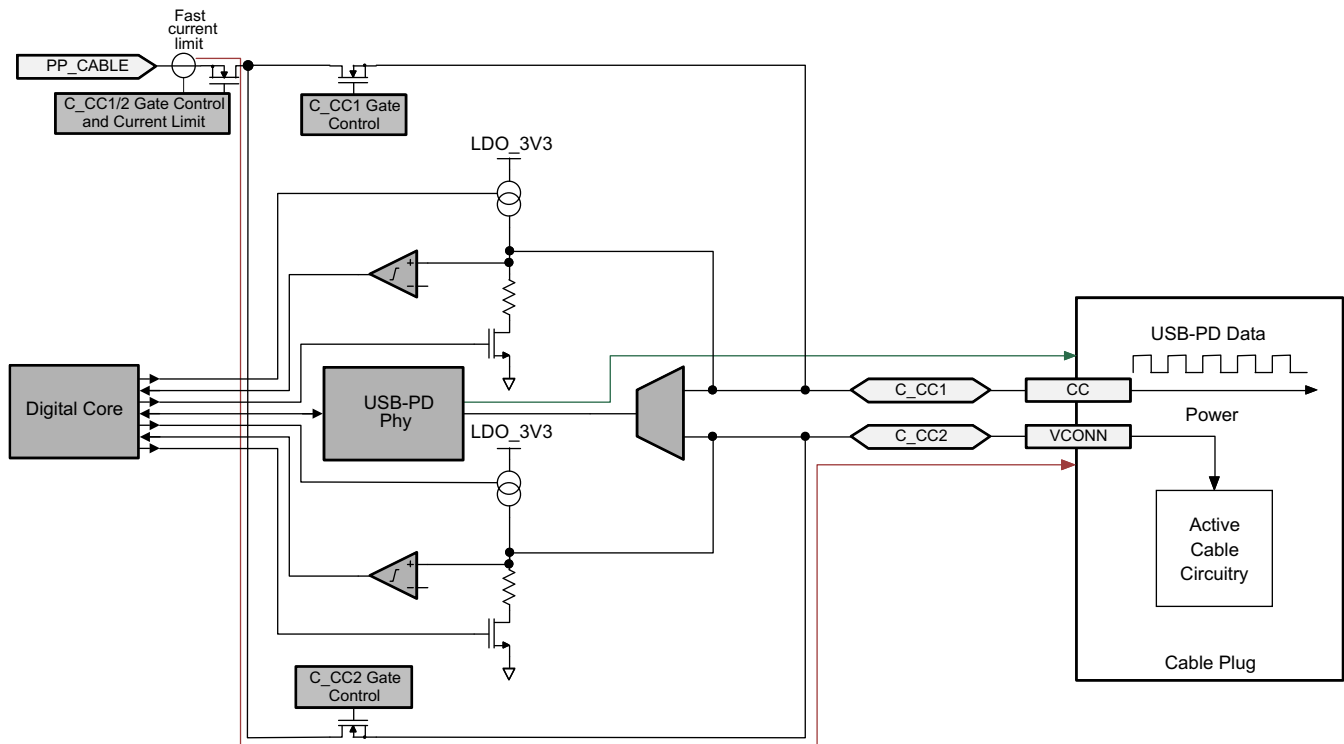 Fast
current
limit
PP_CABLE
C_CC1/2 Gate Control
and Current Limit
C_CC1 Gate
Control
LDO_3V3
+
−
USB-PD Data
Digital Core
USB-PD
Phy
C_CC1
CC
Power
LDO_3V3
C_CC2
VCONN
+
−
Active
Cable
Circuitry
Cable Plug
C_CC2 Gate
Control